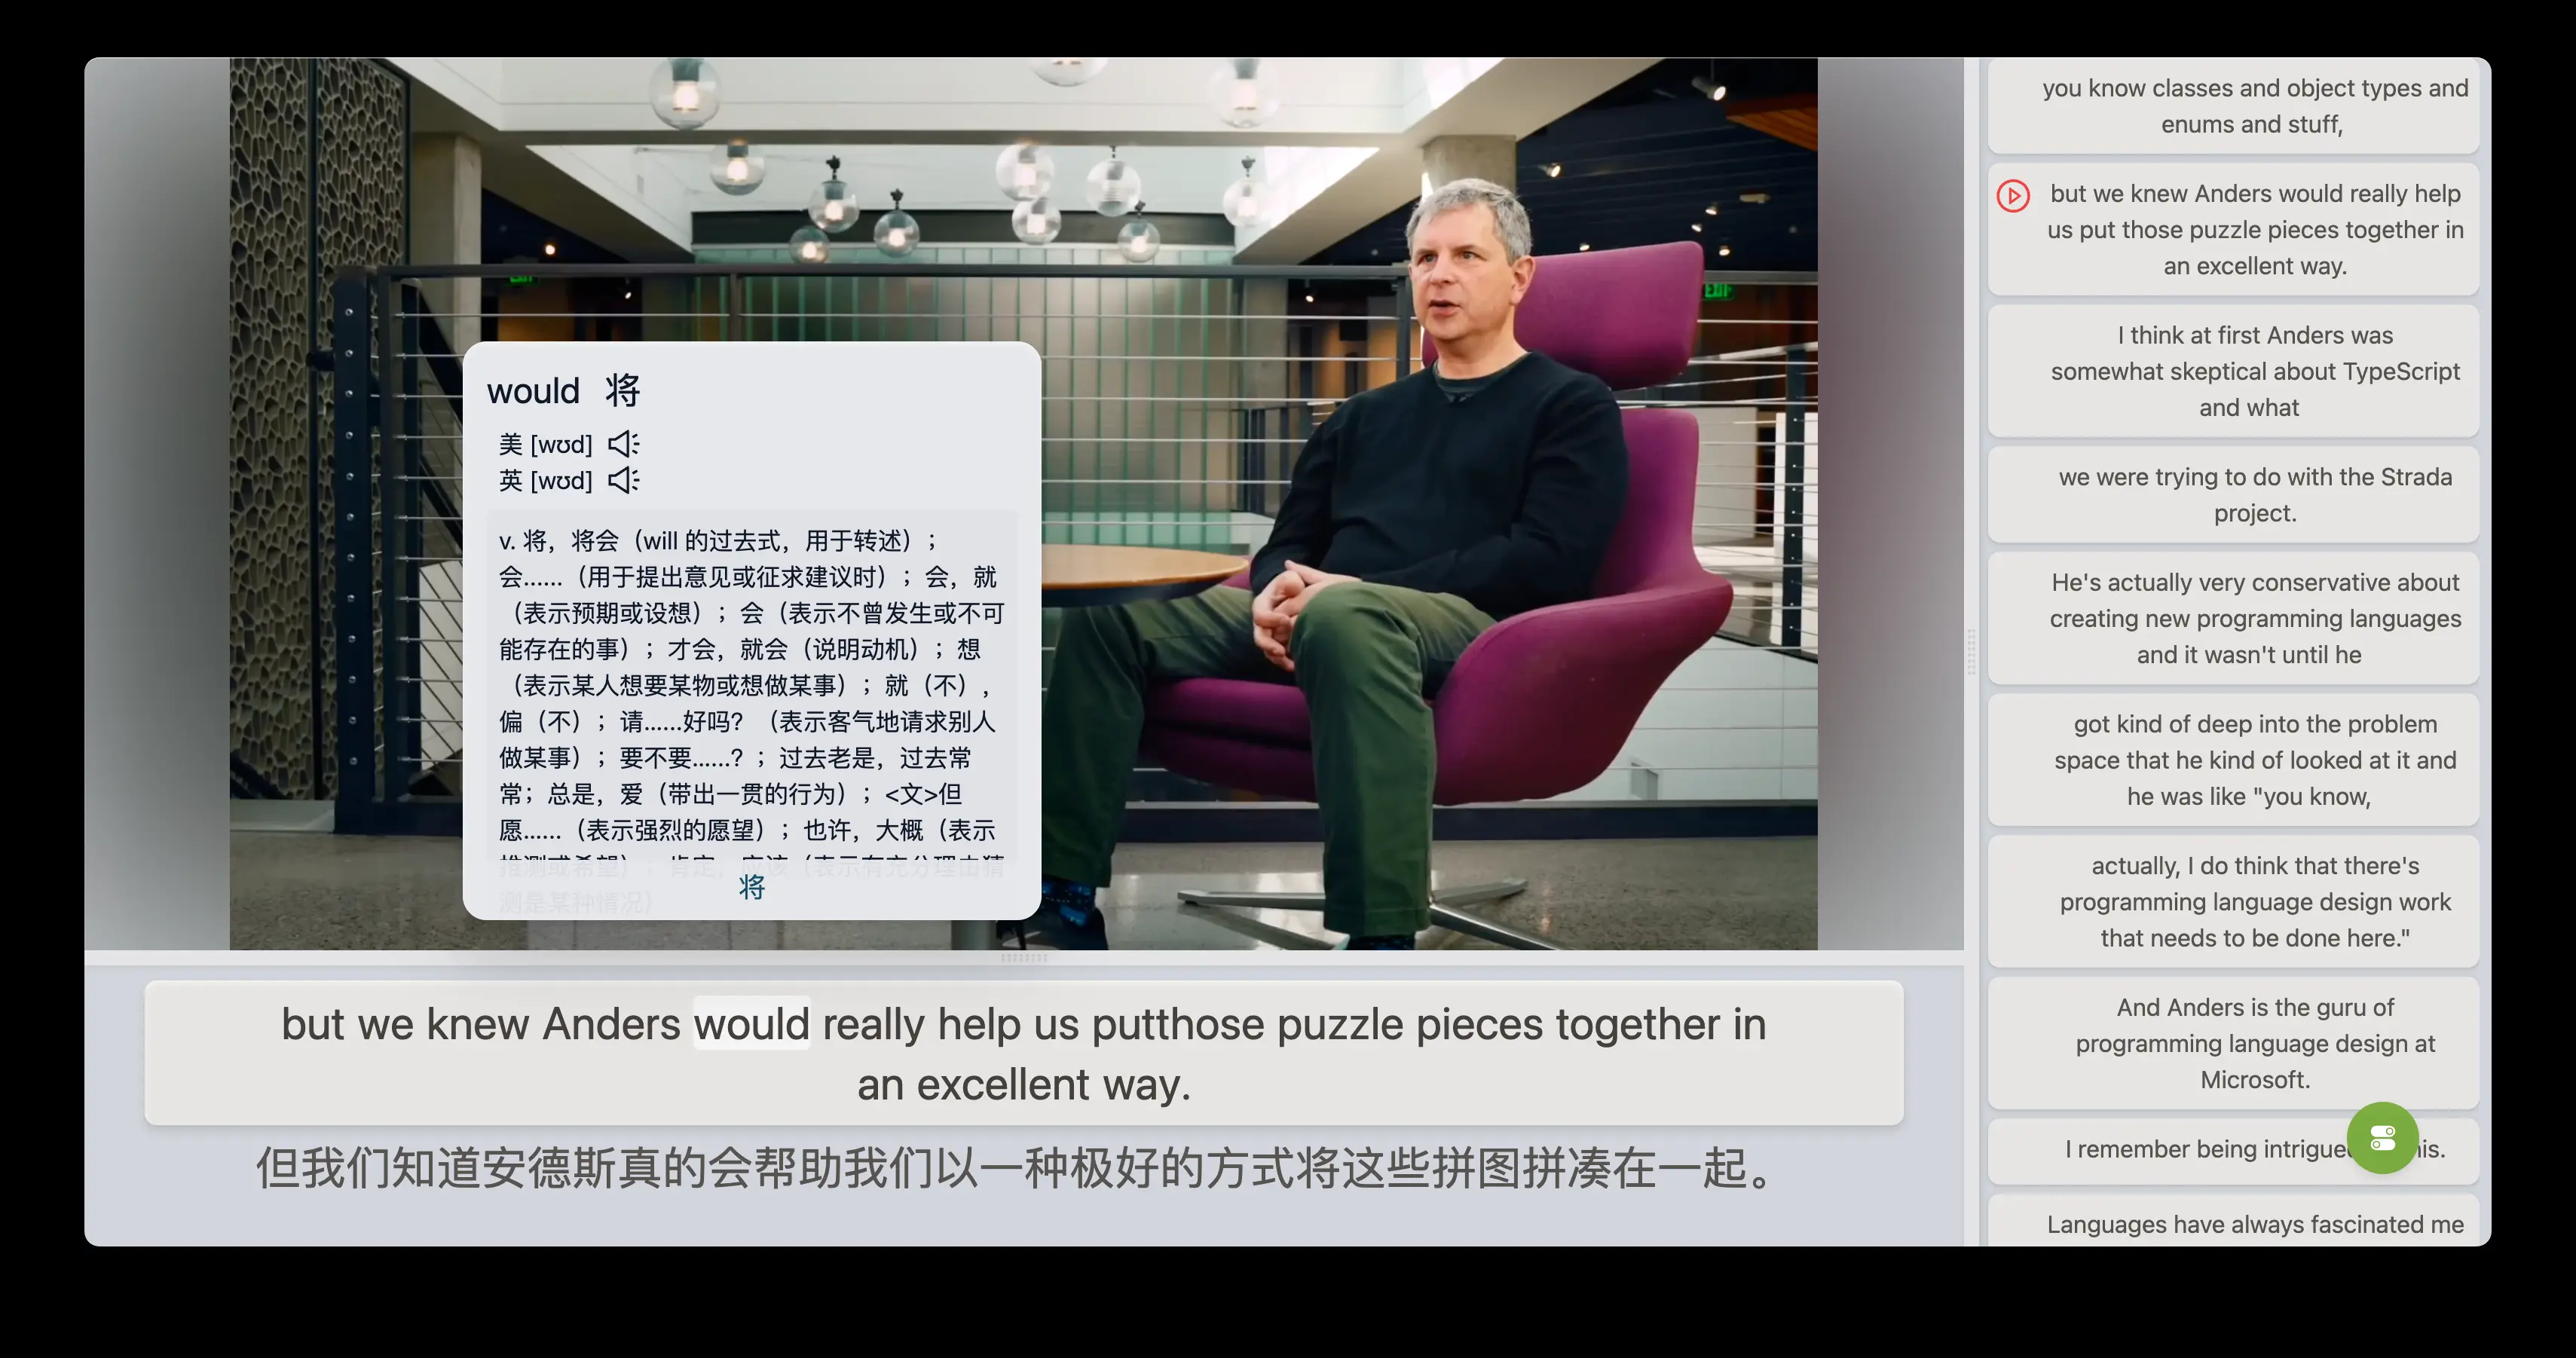 would 将
美 [wʊd]
英 [wʊd]
v. 将，将会（will 的过去式，用于转述）；
会......（用于提出意见或征求建议时）；会，就
（表示预期或设想）；会（表示不曾发生或不可
能存在的事）；才会，就会（说明动机）；想
（表示某人想要某物或想做某事）；就（不），
偏（不）；请......好吗？（表示客气地请求别人
做某事）；要不要......？；过去老是，过去常
常；总是，爱（带出一贯的行为）；<文>但
愿......（表示强烈的愿望）；也许，大概（表示
推测或希望）；肯定，应该（表示有充分理由猜
测是某种情况）
将
EXIT
but we knew Anders would really help us putthose puzzle pieces together in
an excellent way.
但我们知道安德斯真的会帮助我们以一种极好的方式将这些拼图拼凑在一起。
you know classes and object types and
enums and stuff,
but we knew Anders would really help
us put those puzzle pieces together in
an excellent way.
I think at first Anders was
somewhat skeptical about TypeScript
and what
we were trying to do with the Strada
project.
He's actually very conservative about
creating new programming languages
and it wasn't until he
got kind of deep into the problem
space that he kind of looked at it and
he was like "you know,
actually, I do think that there's
programming language design work
that needs to be done here."
And Anders is the guru of
programming language design at
Microsoft.
I remember being intrigue is.
Languages have always fascinated me